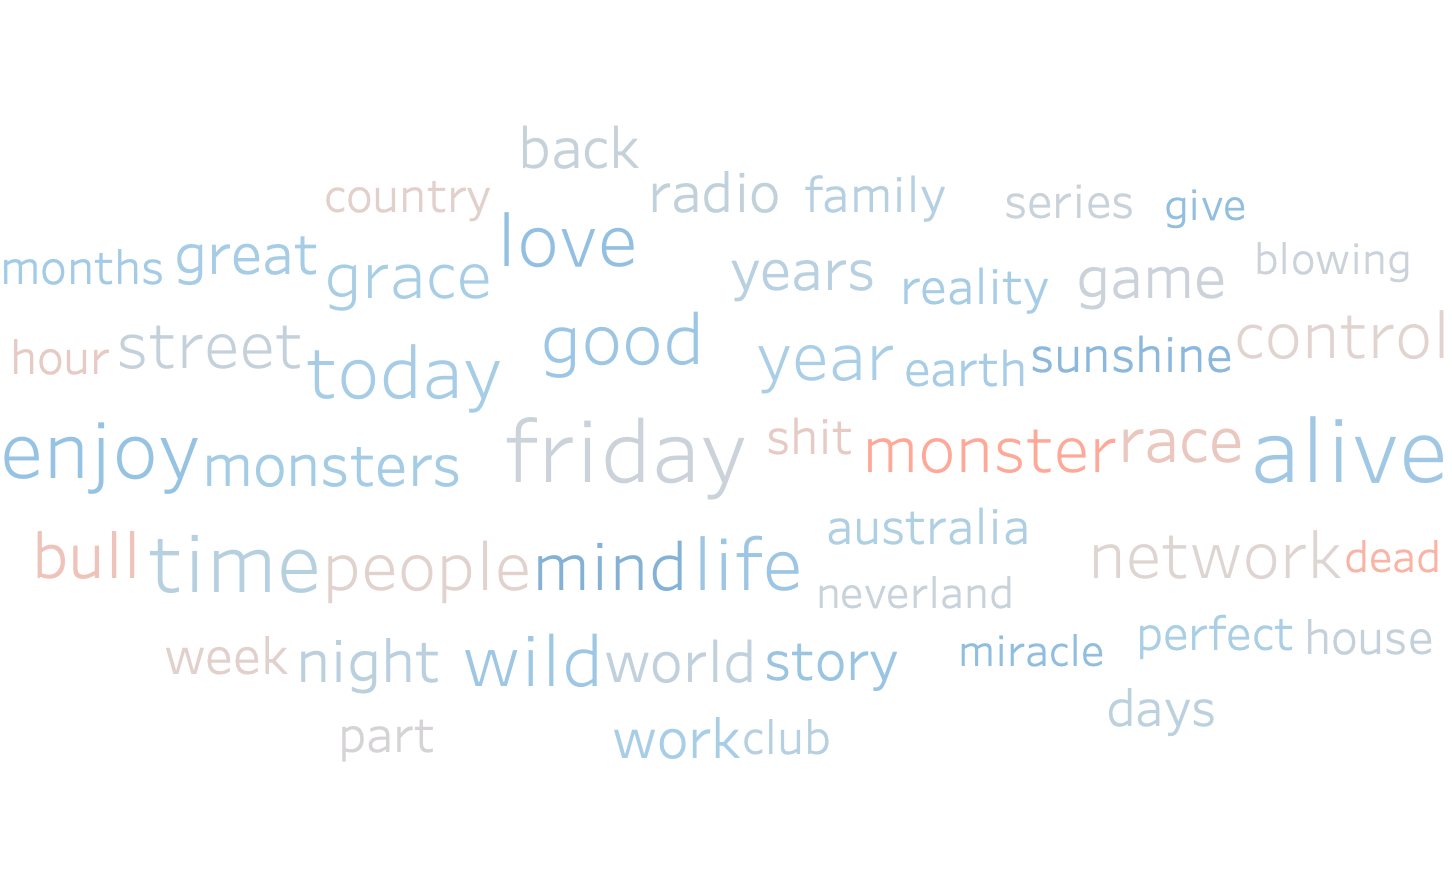 back
country radio family series give
months great grace love years reality game blowing
hour street today good year earth sunshine control
enjoy monsters friday shit monster race alive
bull time people mind life australia neverland network dead
week night wild world story miracle perfect house
part work club days